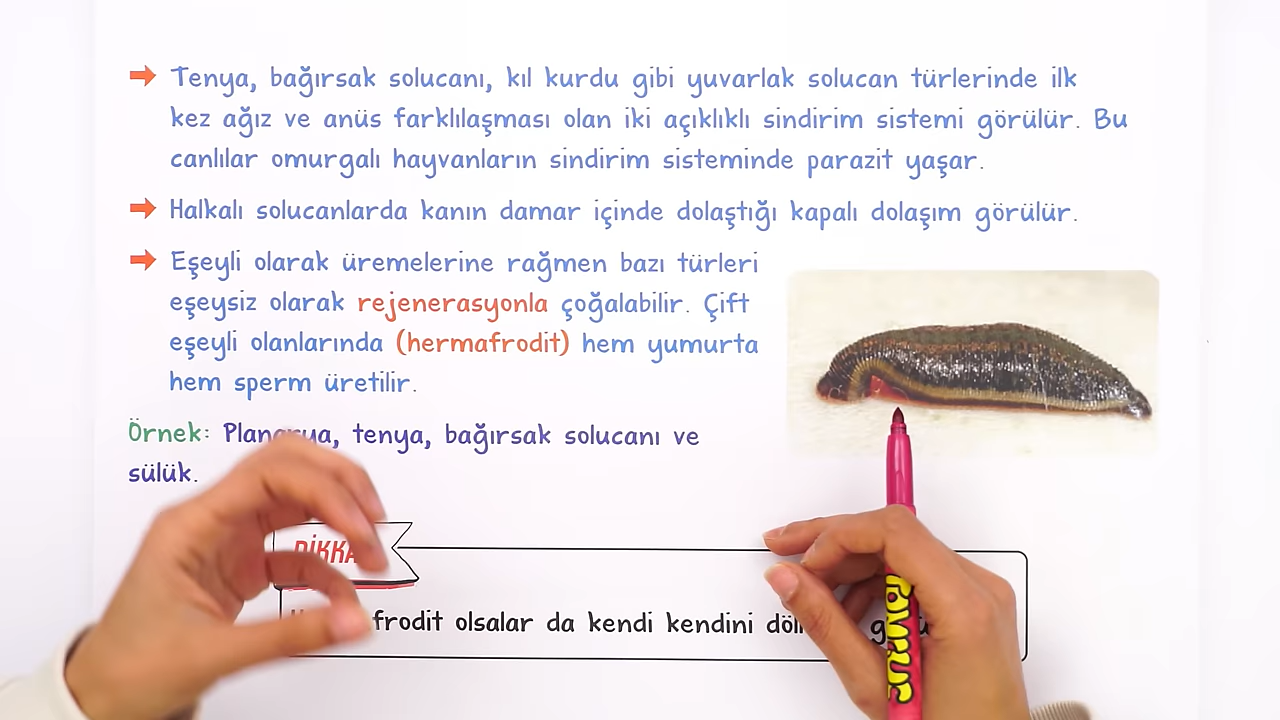 Tenya, bağırsak solucanı, kıl kurdu gibi yuvarlak solucan türlerinde ilk
kez ağız ve anüs farklılaşması olan iki açıklıklı sindirim sistemi görülür. Bu
canlılar omurgalı hayvanların sindirim sisteminde parazit yaşar.
Halkalı solucanlarda kanın damar içinde dolaştığı kapalı dolaşım görülür.
Eşeyli olarak üremelerine rağmen bazı türleri
eşeysiz olarak rejenerasyonla çoğalabilir. Çift
eşeyli olanlarında (hermafrodit) hem yumurta
hem sperm üretilir.
Örnek: Planarya, tenya, bağırsak solucanı ve
sülük.
DİKKAT
olsalar da kendi kendini